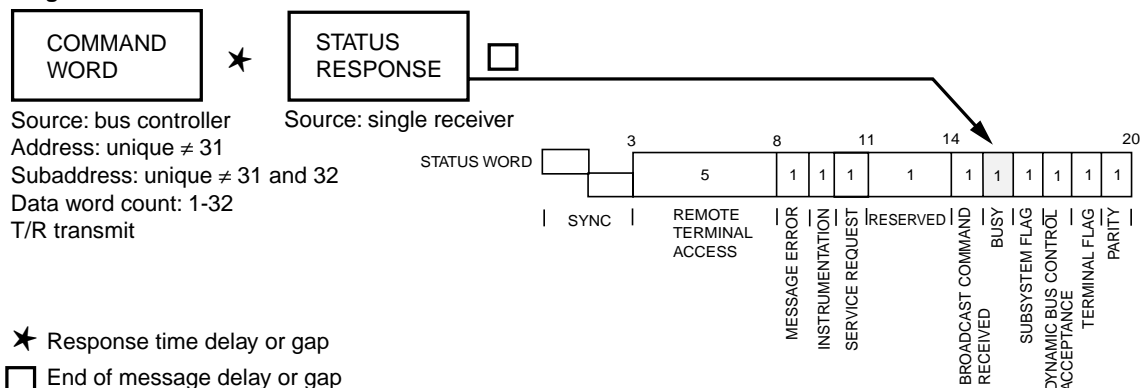 COMMAND
WORD
STATUS
RESPONSE
Source: bus controller
Address: unique ≠ 31
Subaddress: unique ≠ 31 and 32
Data word count: 1-32
T/R transmit
Source: single receiver
3 8 11 14 20
STATUS WORD
5 1 1 1 1 1 1 1 1 1 1
SYNC
REMOTE
TERMINAL
ACCESS
MESSAGE ERROR
INSTRUMENTATION
SERVICE REQUEST
RESERVED
BROADCAST COMMAND
RECEIVED
BUSY
SUBSYSTEM FLAG
DYNAMIC BUS CONTROL
ACCEPTANCE
TERMINAL FLAG
PARITY
Response time delay or gap
End of message delay or gap